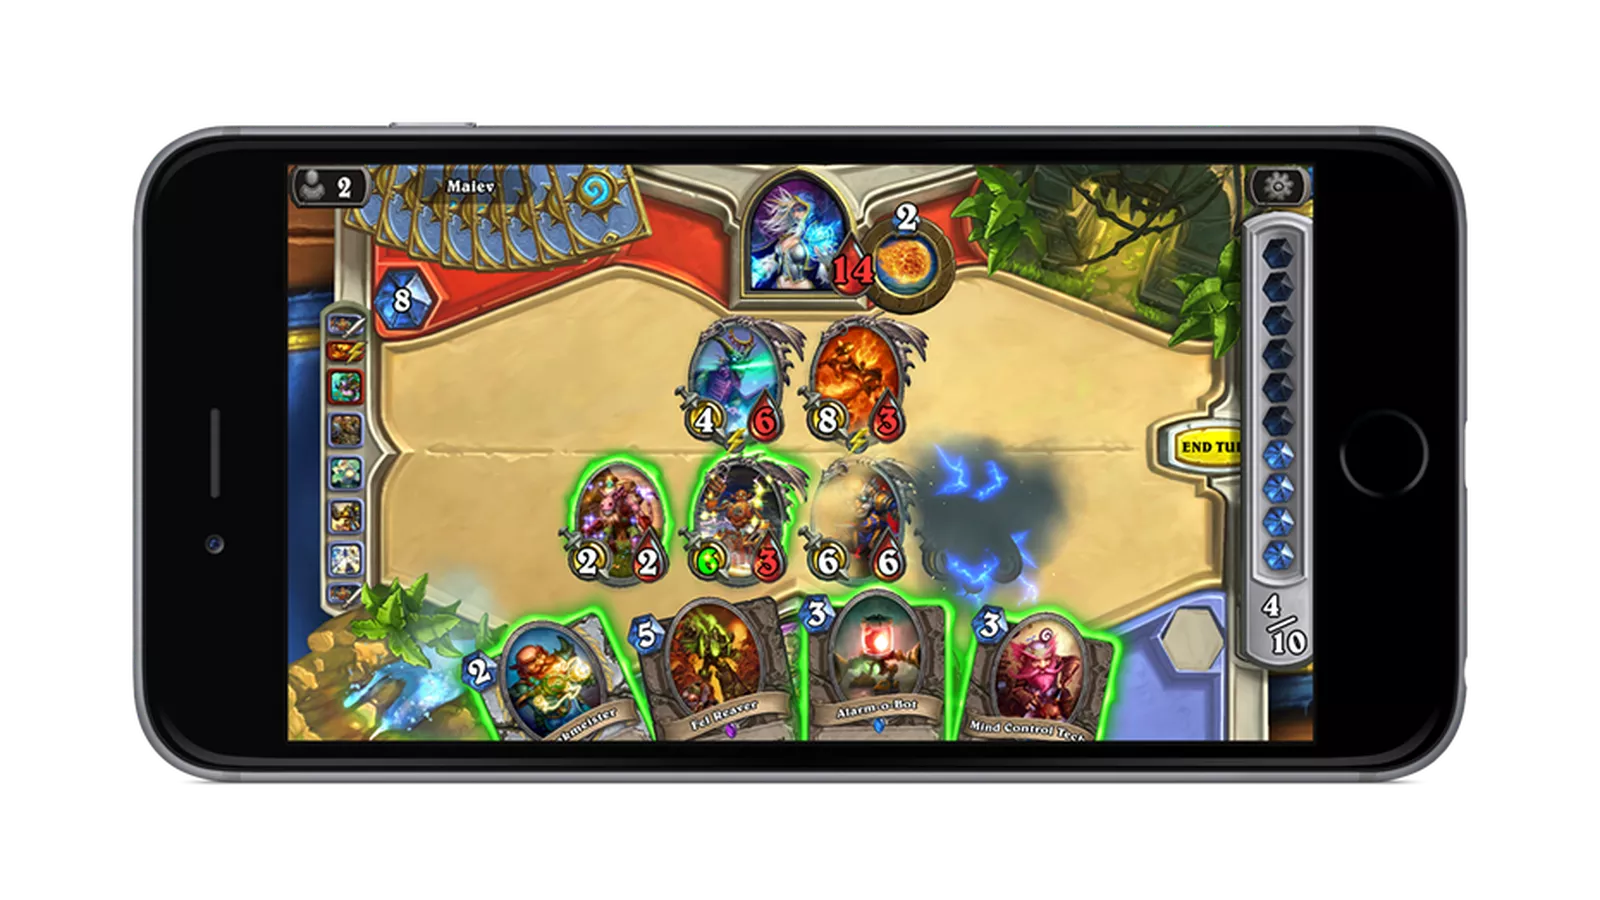 2
Maiev
2
14
8
4 6 8 3
END TU
2 2 6 3 6 6
2 5 3 3
4/10
Fel Reaver
Alarm-o-Bot
Mind Control Tech